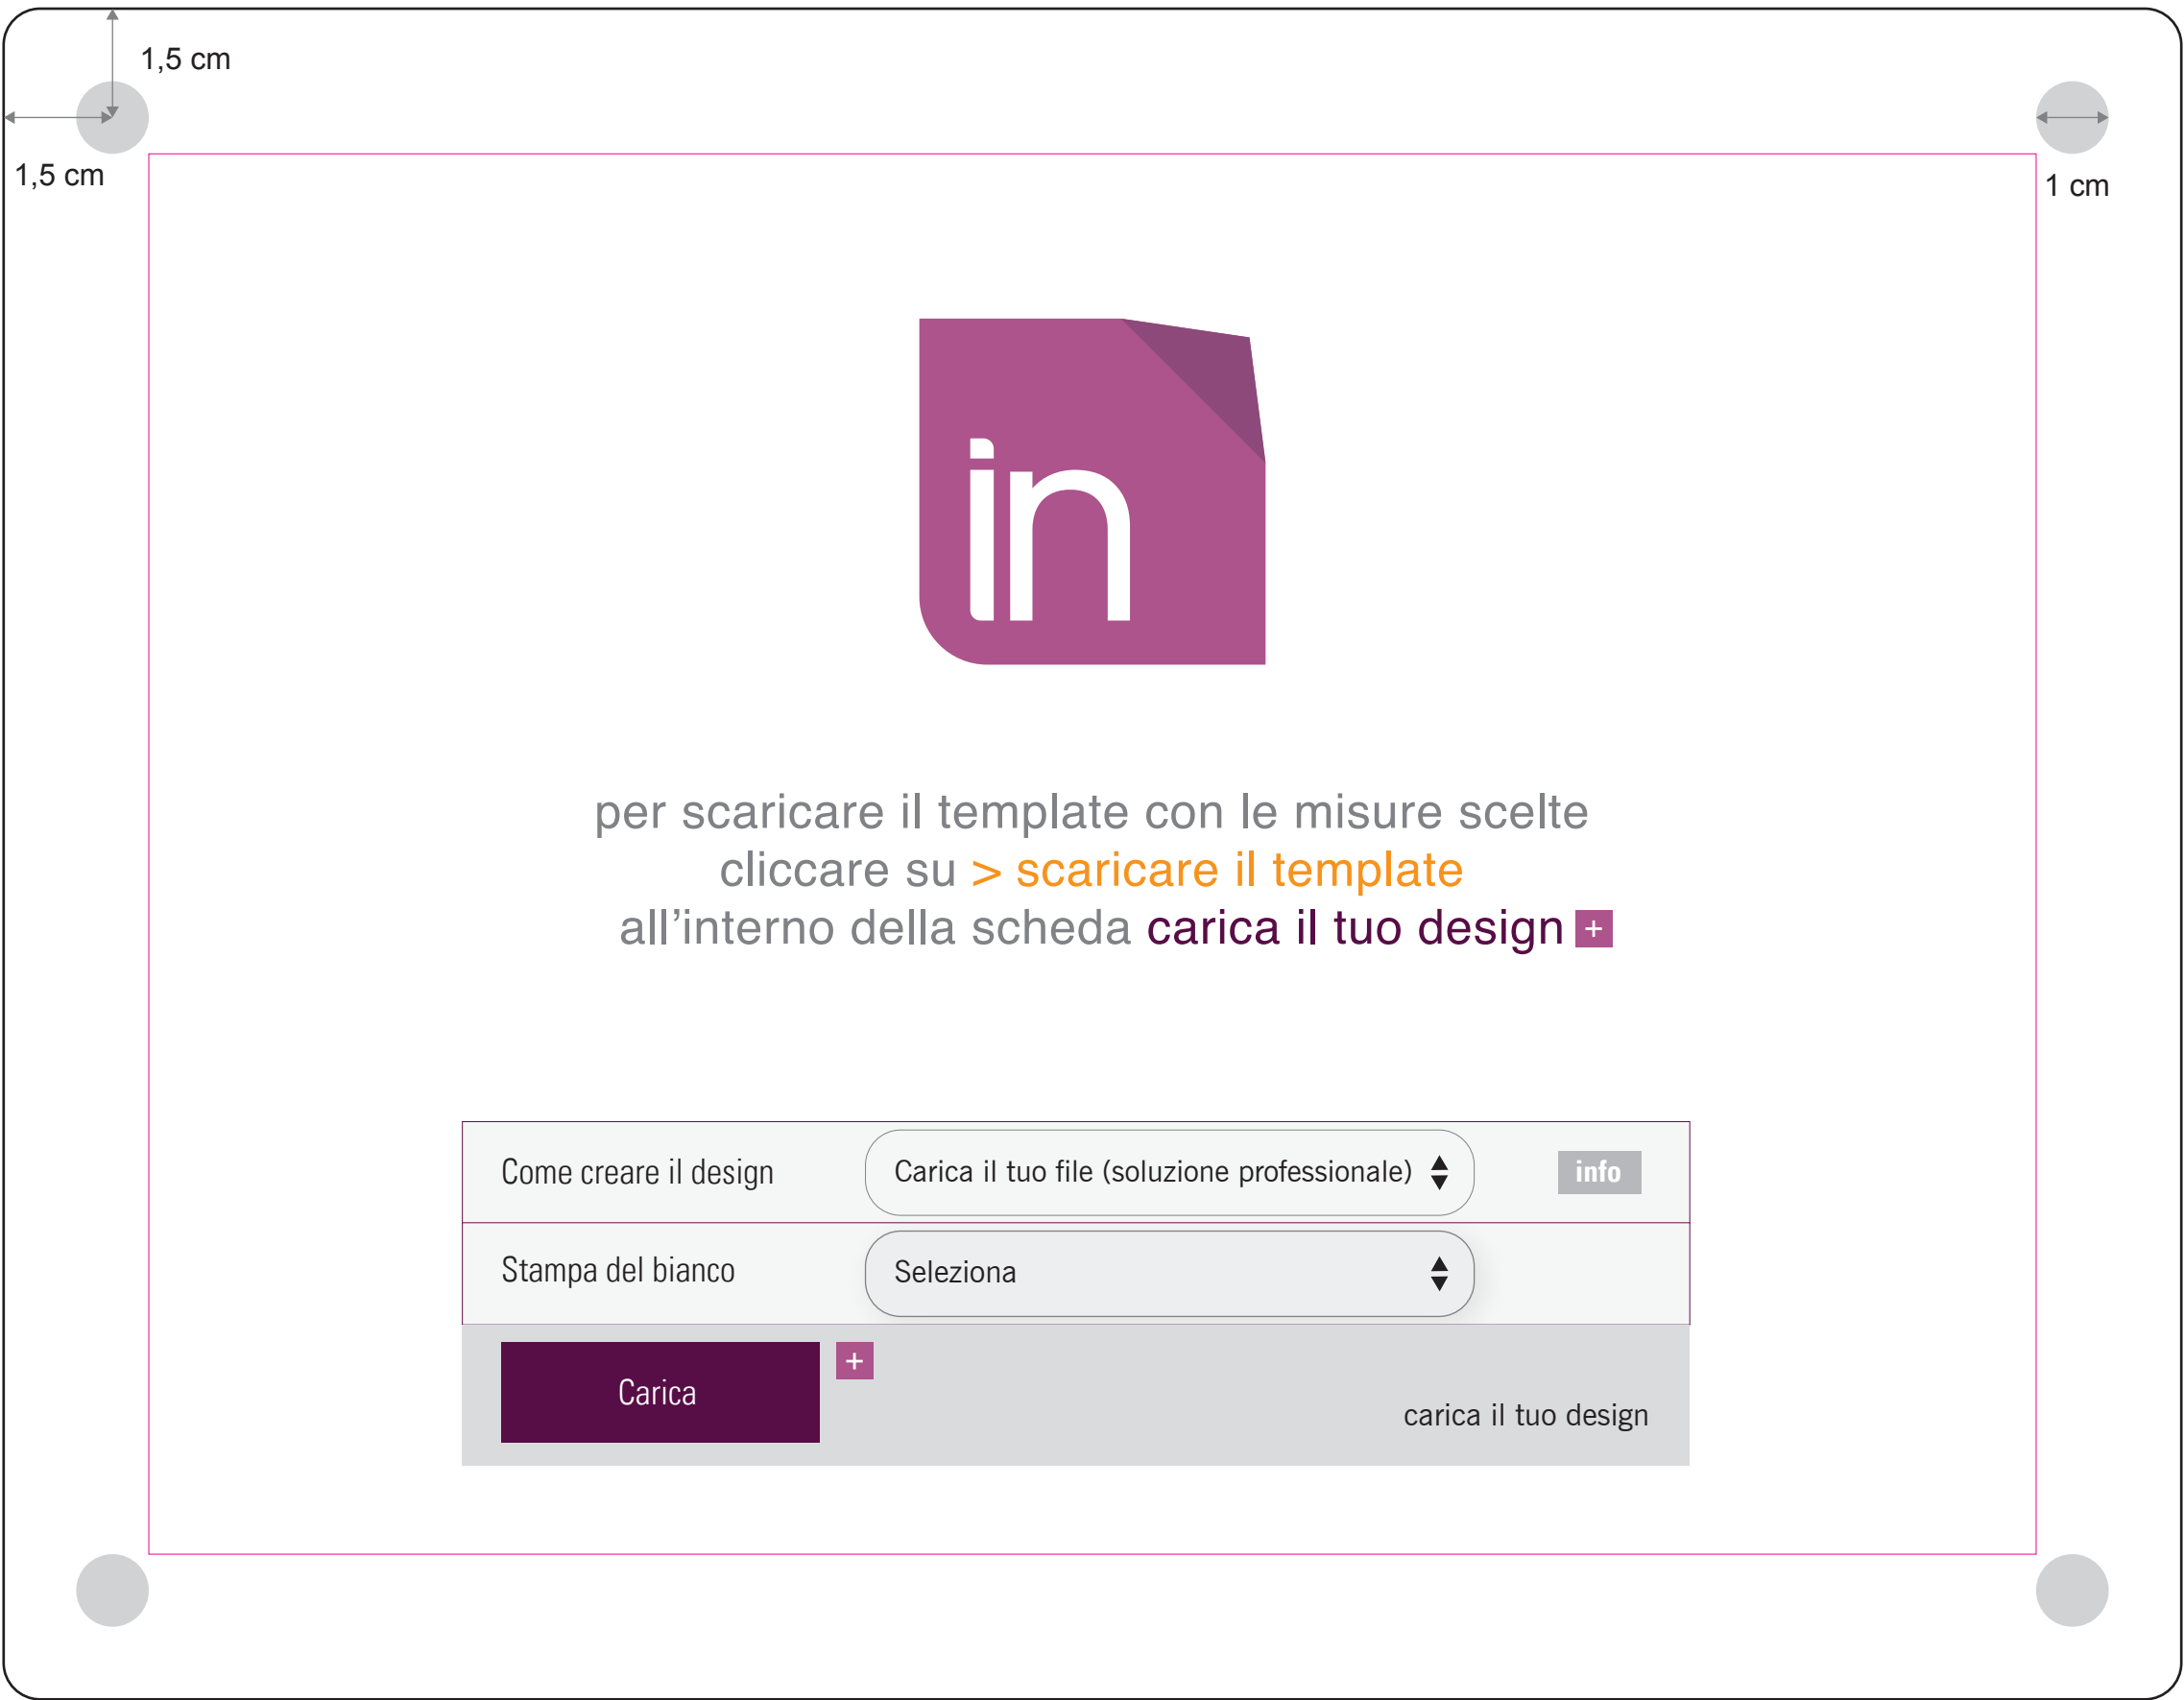 1,5 cm
1,5 cm
1 cm
in
per scaricare il template con le misure scelte
cliccare su > scaricare il template
all’interno della scheda carica il tuo design +
Come creare il design Carica il tuo file (soluzione professionale) info
Stampa del bianco Seleziona
Carica +
carica il tuo design